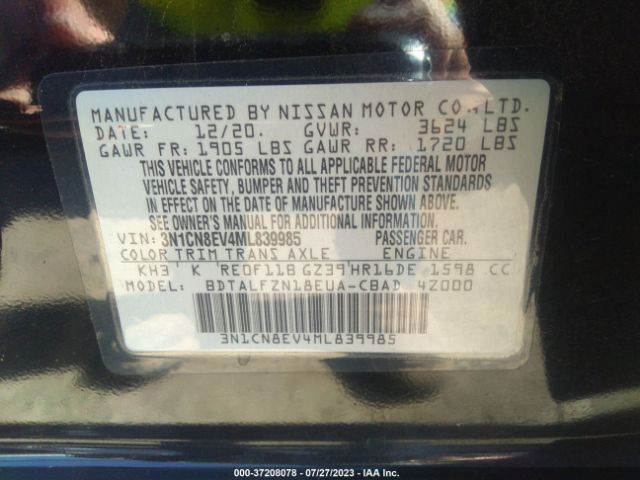 MANUFACTURED BY NISSAN MOTOR CO.,LTD.
DATE: 12/20. GVWR: 3624 LBS
GAWR FR: 1905 LBS GAWR RR: 1720 LBS
THIS VEHICLE CONFORMS TO ALL APPLICABLE FEDERAL MOTOR
VEHICLE SAFETY, BUMPER AND THEFT PREVENTION STANDARDS
IN EFFECT ON THE DATE OF MANUFACTURE SHOWN ABOVE.
SEE OWNER'S MANUAL FOR ADDITIONAL INFORMATION.
VIN: 3N1CN8EV4ML839985 PASSENGER CAR.
COLOR TRIM TRANS AXLE ENGINE
KH3 K RE0F11B GZ39 HR16DE 1598 CC
BDTALFZN18EUA-CBAD 4Z000
3N1CN8EV4ML839985
000-37208078 - 07/27/2023 - IAA Inc.